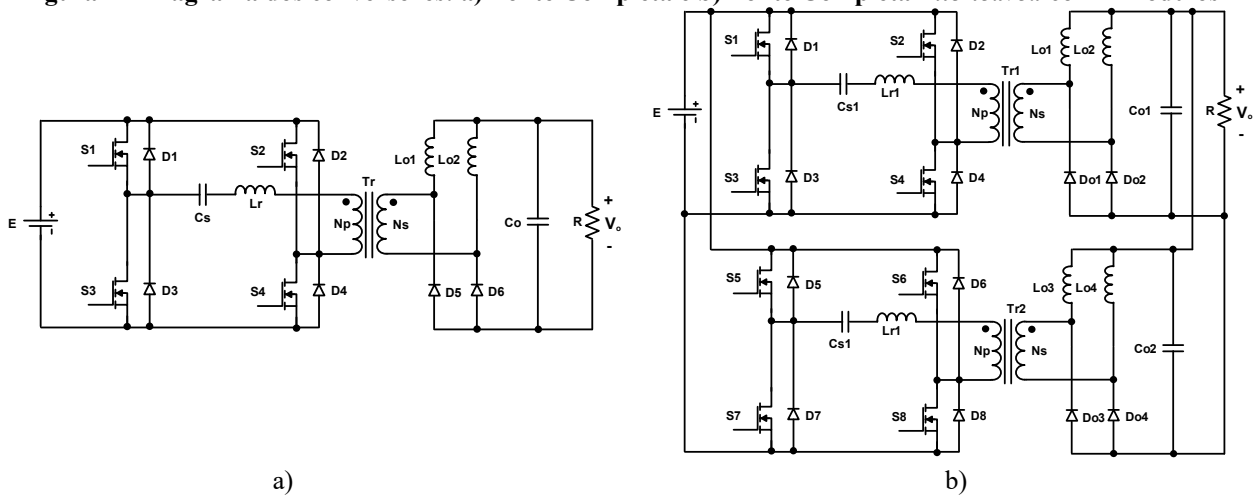 S1
D1
S2
D2
Cs
Lr
Tr
Np
Ns
Lo1
Lo2
Co
R
+
Vo
-
E
+
-
S3
D3
S4
D4
D5
D6
a)
S1
D1
S2
D2
Cs1
Lr1
Tr1
Np
Ns
Lo1
Lo2
Co1
R
+
Vo
-
E
+
-
S3
D3
S4
D4
Do1
Do2
S5
D5
S6
D6
Cs1
Lr1
Tr2
Np
Ns
Lo3
Lo4
Co2
S7
D7
S8
D8
Do3
Do4
b)